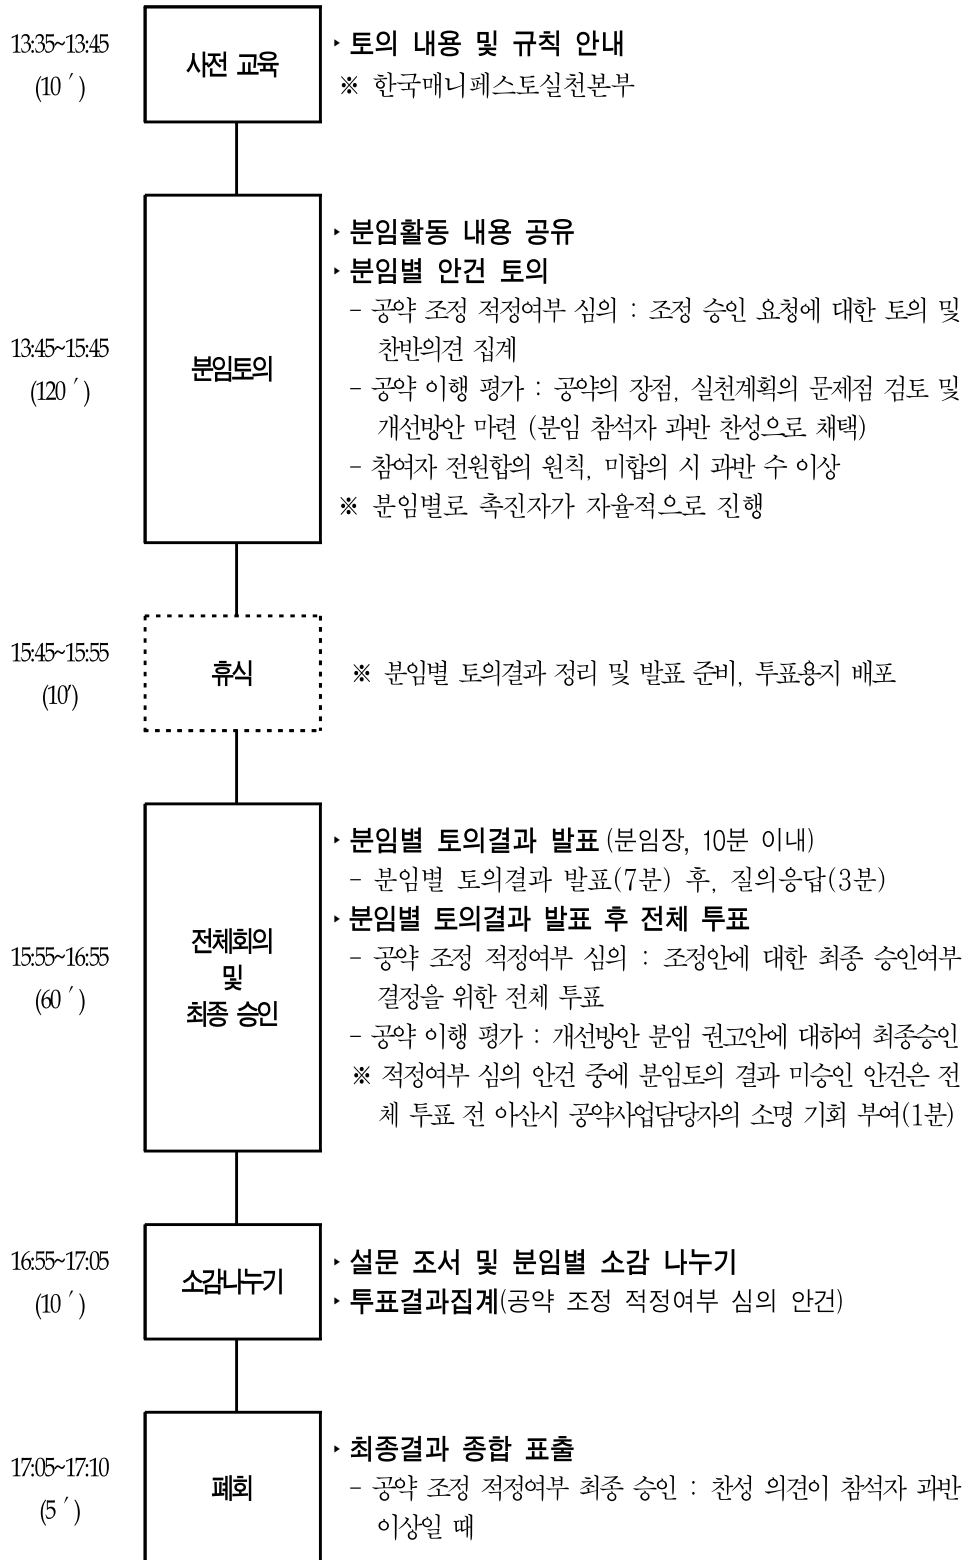 13:35~13:45
(10´)
사전 교육
‣ 토의 내용 및 규칙 안내
※ 한국매니페스토실천본부
13:45~15:45
(120´)
분임토의
‣ 분임활동 내용 공유
‣ 분임별 안건 토의
- 공약 조정 적정여부 심의 : 조정 승인 요청에 대한 토의 및
찬반의견 집계
- 공약 이행 평가 : 공약의 장점, 실천계획의 문제점 검토 및
개선방안 마련 (분임 참석자 과반 찬성으로 채택)
- 참여자 전원합의 원칙, 미합의 시 과반 수 이상
※ 분임별로 촉진자가 자율적으로 진행
15:45~15:55
(10')
휴식
※ 분임별 토의결과 정리 및 발표 준비, 투표용지 배포
15:55~16:55
(60´)
전체회의
및
최종 승인
‣ 분임별 토의결과 발표 (분임장, 10분 이내)
- 분임별 토의결과 발표(7분) 후, 질의응답(3분)
‣ 분임별 토의결과 발표 후 전체 투표
- 공약 조정 적정여부 심의 : 조정안에 대한 최종 승인여부
결정을 위한 전체 투표
- 공약 이행 평가 : 개선방안 분임 권고안에 대하여 최종승인
※ 적정여부 심의 안건 중에 분임토의 결과 미승인 안건은 전
체 투표 전 아산시 공약사업담당자의 소명 기회 부여(1분)
16:55~17:05
(10´)
소감나누기
‣ 설문 조서 및 분임별 소감 나누기
‣ 투표결과집계(공약 조정 적정여부 심의 안건)
17:05~17:10
(5´)
폐회
‣ 최종결과 종합 표출
- 공약 조정 적정여부 최종 승인 : 찬성 의견이 참석자 과반
이상일 때